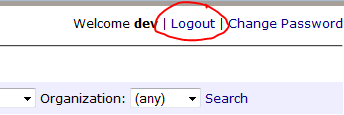 Welcome dev | Logout | Change Password
Organization: (any) Search